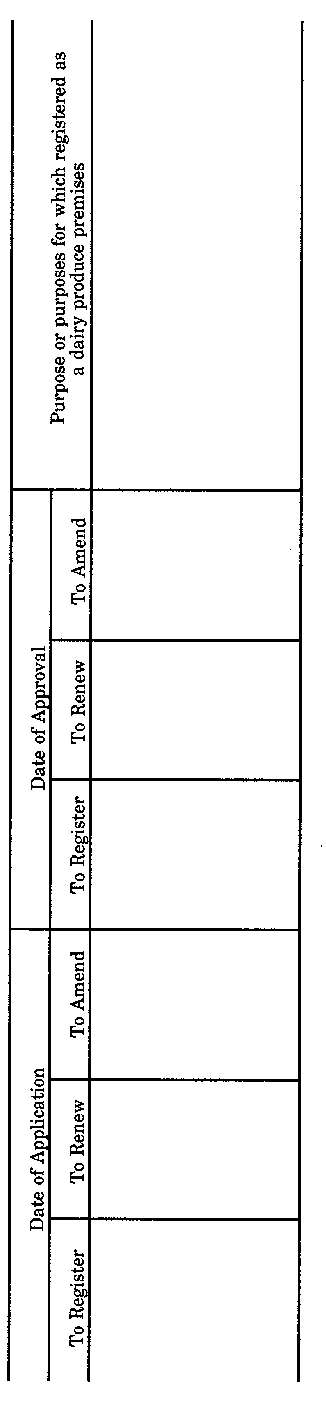 Date of Application
Date of Approval
Purpose or purposes for which registered as
a dairy produce premises
To Register
To Renew
To Amend
To Register
To Renew
To Amend